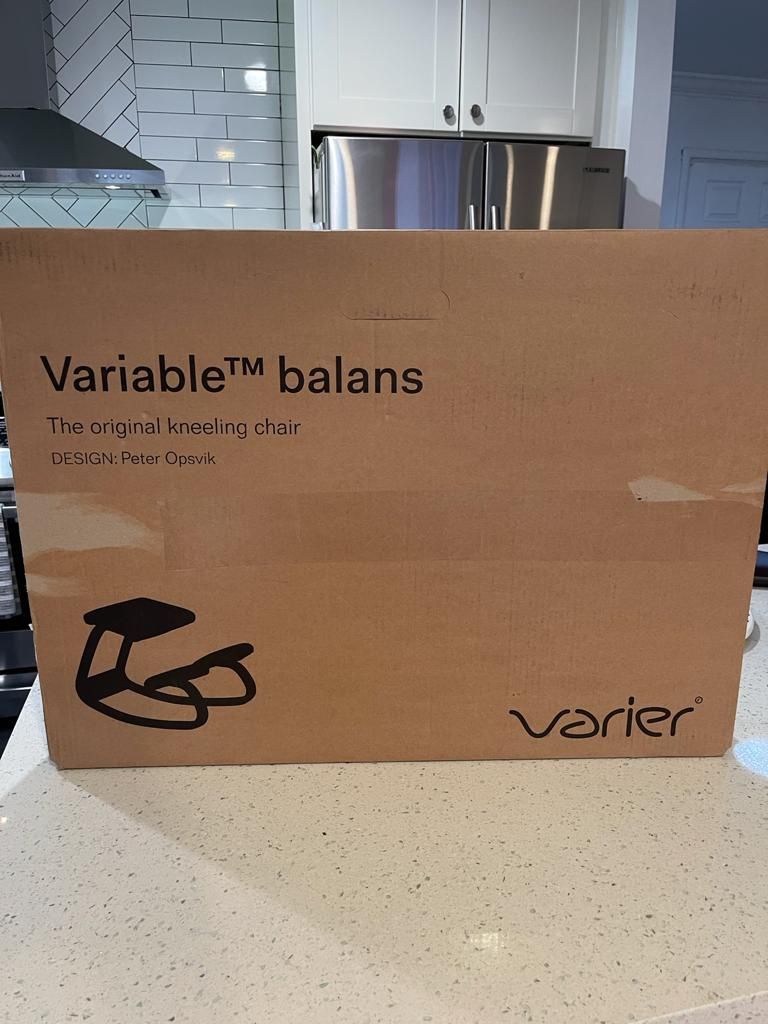 Variable™ balans
The original kneeling chair
DESIGN: Peter Opsvik
varier®